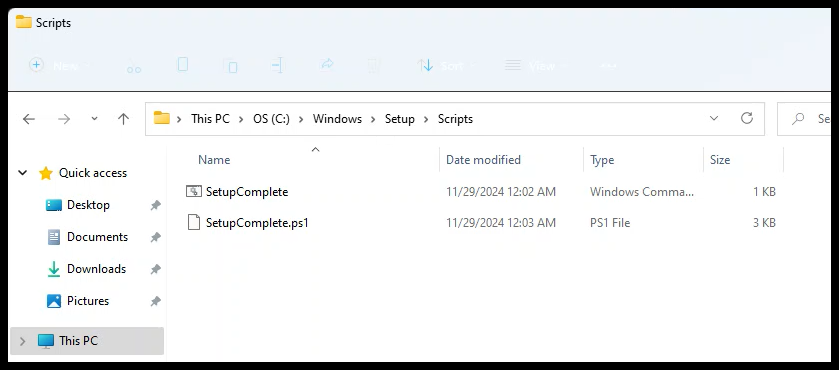 Scripts
New
Sort
View
This PC > OS (C:) > Windows > Setup > Scripts
Se
Name Date modified Type Size
Quick access
SetupComplete 11/29/2024 12:02 AM Windows Comma... 1 KB
Desktop
SetupComplete.ps1 11/29/2024 12:03 AM PS1 File 3 KB
Documents
Downloads
Pictures
This PC